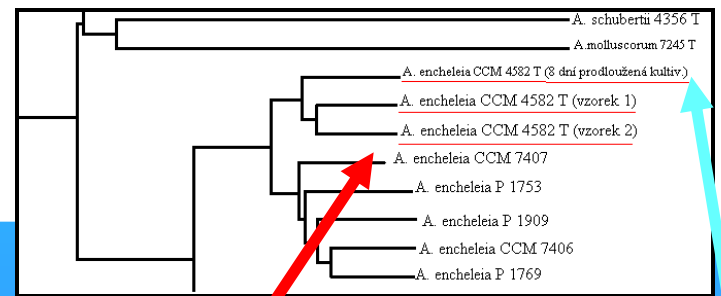 A. schubertii 4356 T
A.molluscorum 7245 T
A. encheleia CCM 4582 T (8 dní prodloužená kultiv.)
A. encheleia CCM 4582 T (vzorek 1)
A. encheleia CCM 4582 T (vzorek 2)
A. encheleia CCM 7407
A. encheleia P 1753
A. encheleia P 1909
A. encheleia CCM 7406
A. encheleia P 1769